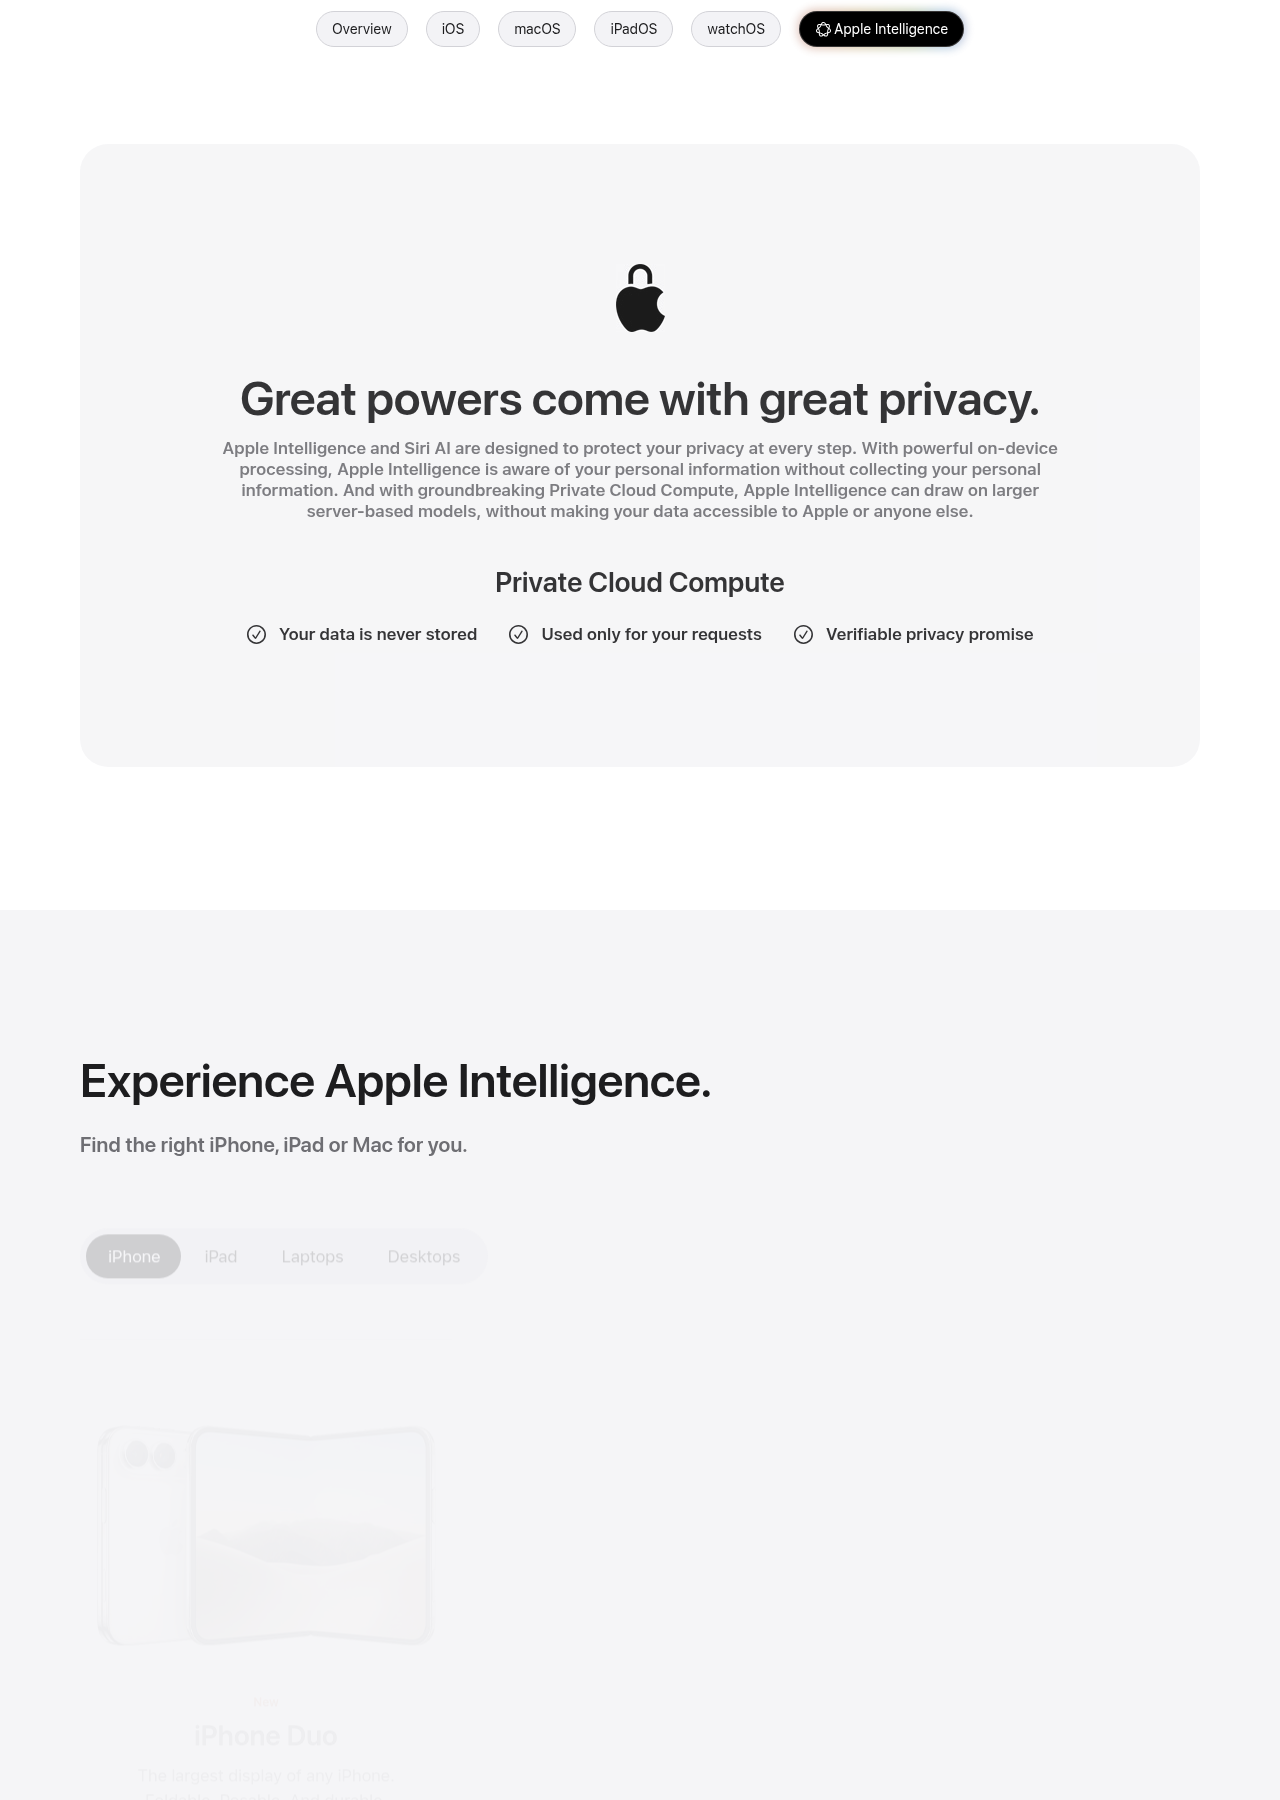 Overview
iOS
macOS
iPadOS
watchOS
Apple Intelligence
Great powers come with great privacy.
Apple Intelligence and Siri AI are designed to protect your privacy at every step. With powerful on-device
processing, Apple Intelligence is aware of your personal information without collecting your personal
information. And with groundbreaking Private Cloud Compute, Apple Intelligence can draw on larger
server-based models, without making your data accessible to Apple or anyone else.
Private Cloud Compute
Your data is never stored
Used only for your requests
Verifiable privacy promise
Experience Apple Intelligence.
Find the right iPhone, iPad or Mac for you.
iPhone
iPad
Laptops
Desktops
iPhone Duo
The largest display of any iPhone.